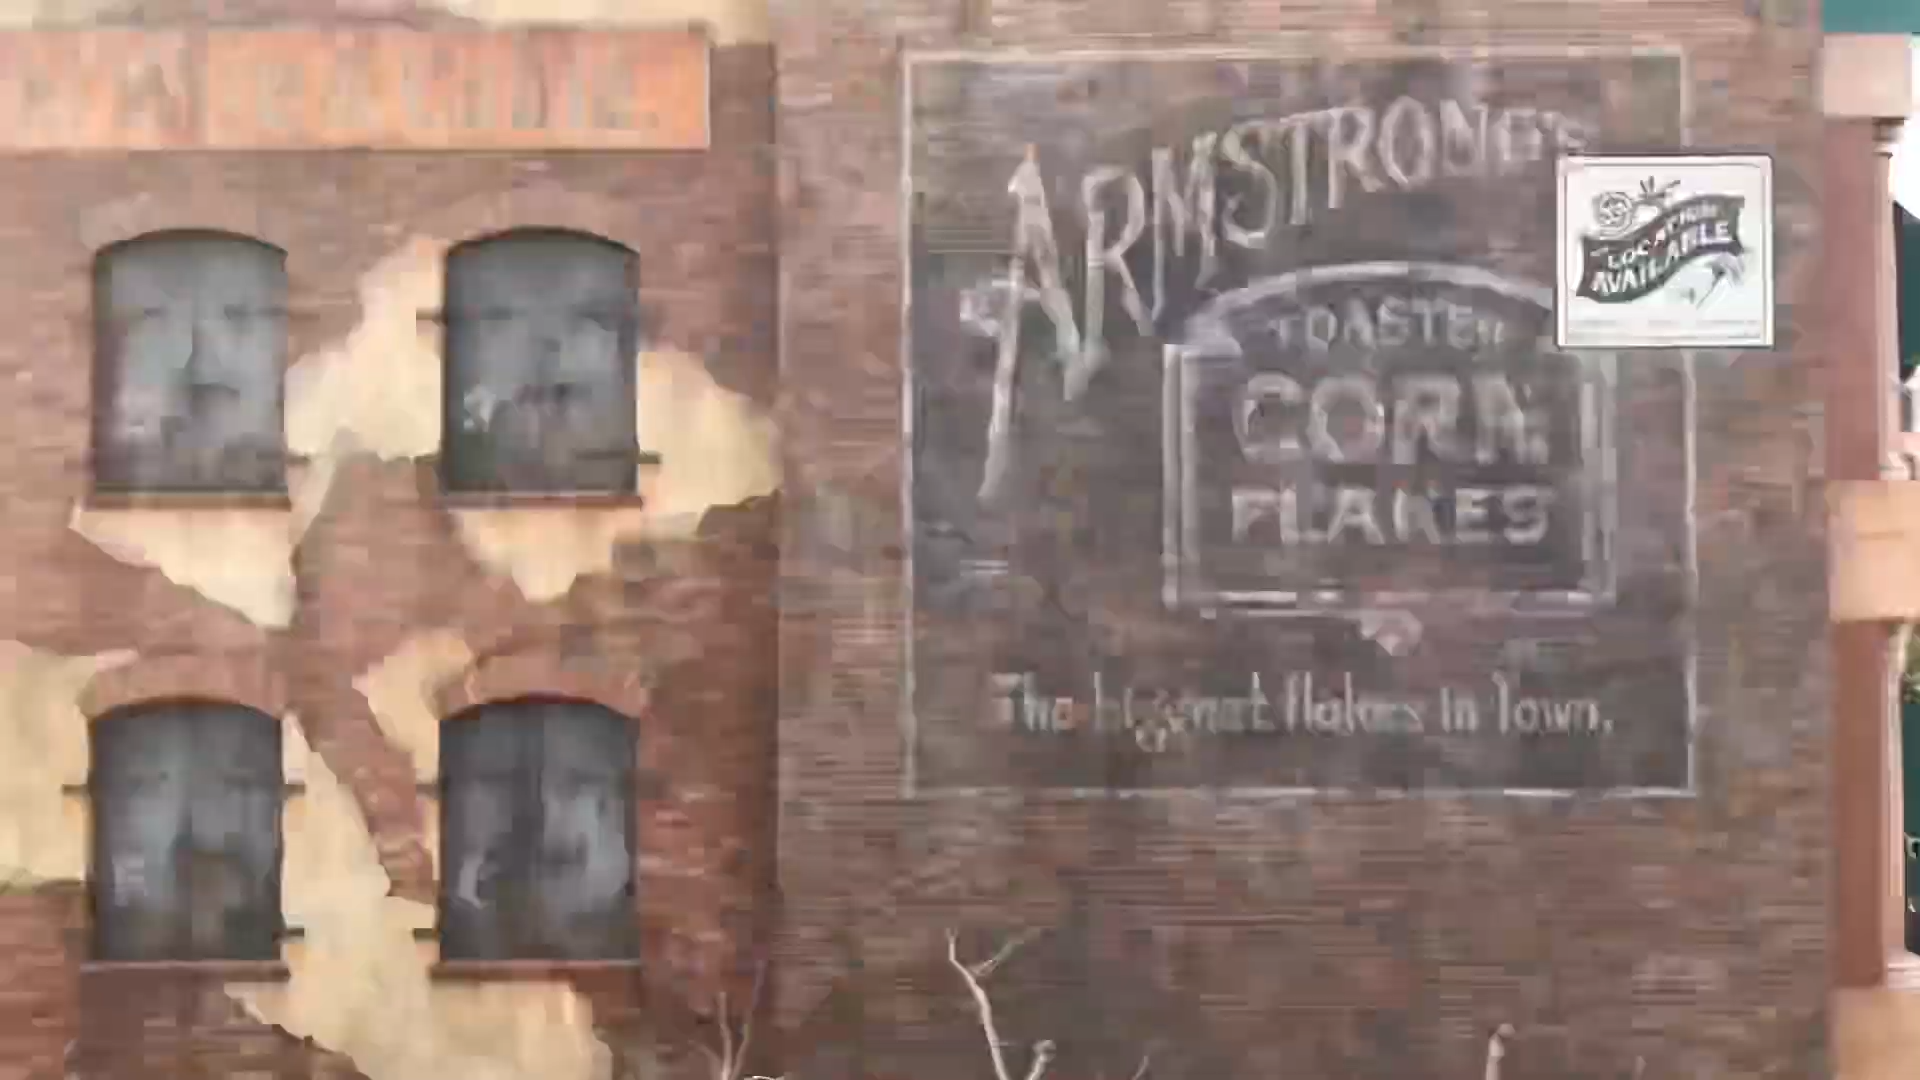 ARMSTRONG'S
TOASTED
CORN
FLAKES
The biggest flakes in Town.
LOCATION
AVAILABLE